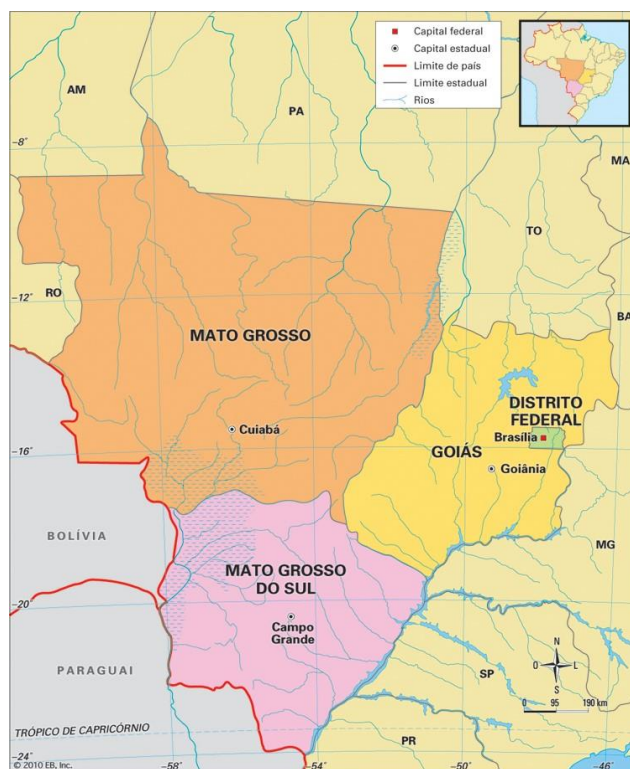 Capital federal
Capital estadual
Limite de país
Limite estadual
Rios
AM
PA
MA
-8°
TO
-12°
RO
BA
MATO GROSSO
DISTRITO
FEDERAL
Brasília
Cuiabá
GOIÁS
Goiânia
-16°
BOLÍVIA
MG
MATO GROSSO
DO SUL
-20°
Campo
Grande
PARAGUAI
N
O
L
S
SP
0 95 190 km
TRÓPICO DE CAPRICÓRNIO
PR
-24°
© 2010 EB, Inc.
-58°
-54°
-50°
-46°